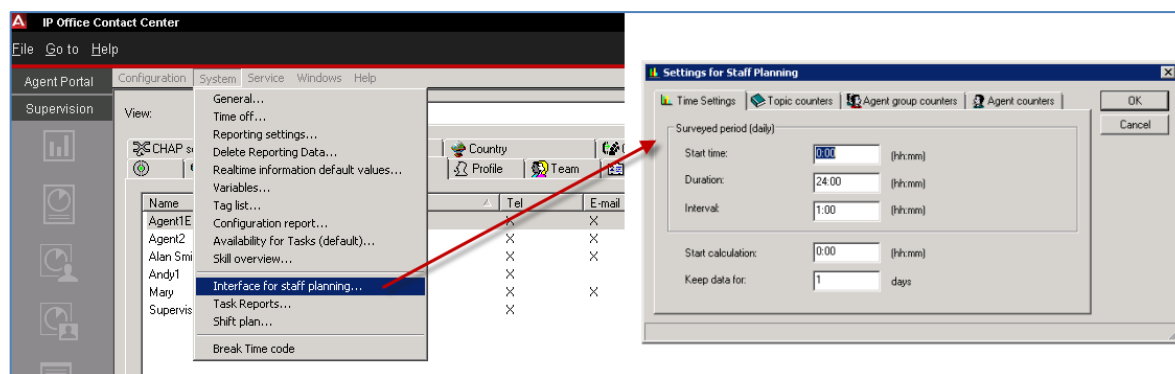 IP Office Contact Center
File Go to Help
Agent Portal
Supervision
Configuration System Service Windows Help
View:
General...
Time off...
Reporting settings...
Delete Reporting Data...
Realtime information default values...
Variables...
Tag list...
Configuration report...
Availability for Tasks (default)...
Skill overview...
Interface for staff planning...
Task Reports...
Shift plan...
Break Time code
CHAP
Country
Profile Team
Name Tel E-mail
Agent1E X X
Agent2 X X
Alan Smi X X
Andy1 X
Mary X X
Supervis X
Settings for Staff Planning
Time Settings Topic counters Agent group counters Agent counters
OK
Cancel
Surveyed period (daily)
Start time: 0:00 (hh:mm)
Duration: 24:00 (hh:mm)
Interval: 1:00 (hh:mm)
Start calculation: 0:00 (hh:mm)
Keep data for: 1 days